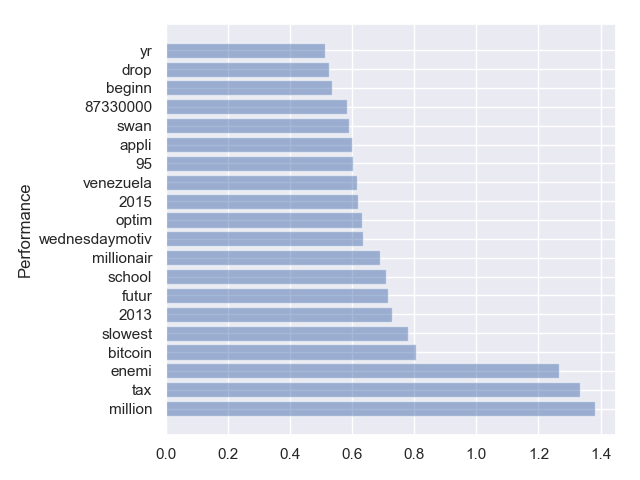 yr
drop
beginn
87330000
swan
appli
95
venezuela
2015
optim
wednesdaymotiv
millionair
school
futur
2013
slowest
bitcoin
enemi
tax
million
Performance
0.0 0.2 0.4 0.6 0.8 1.0 1.2 1.4